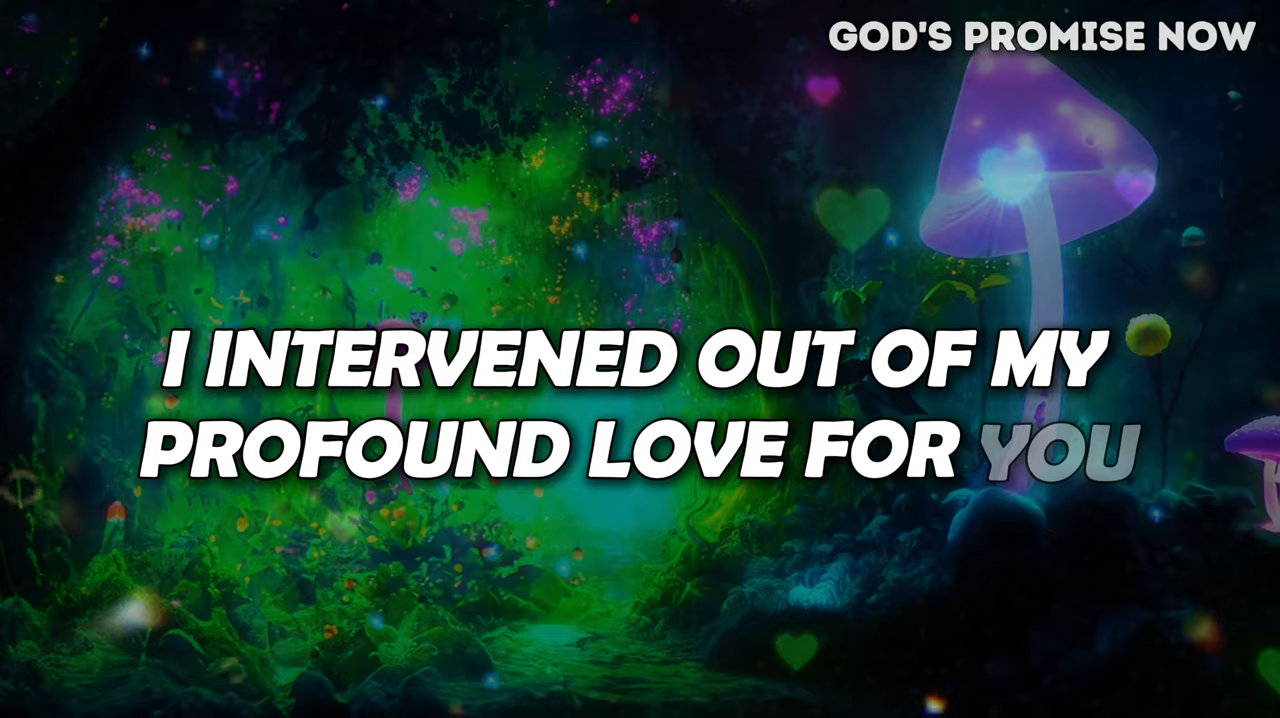 GOD'S PROMISE NOW
I INTERVENED OUT OF MY
PROFOUND LOVE FOR YOU